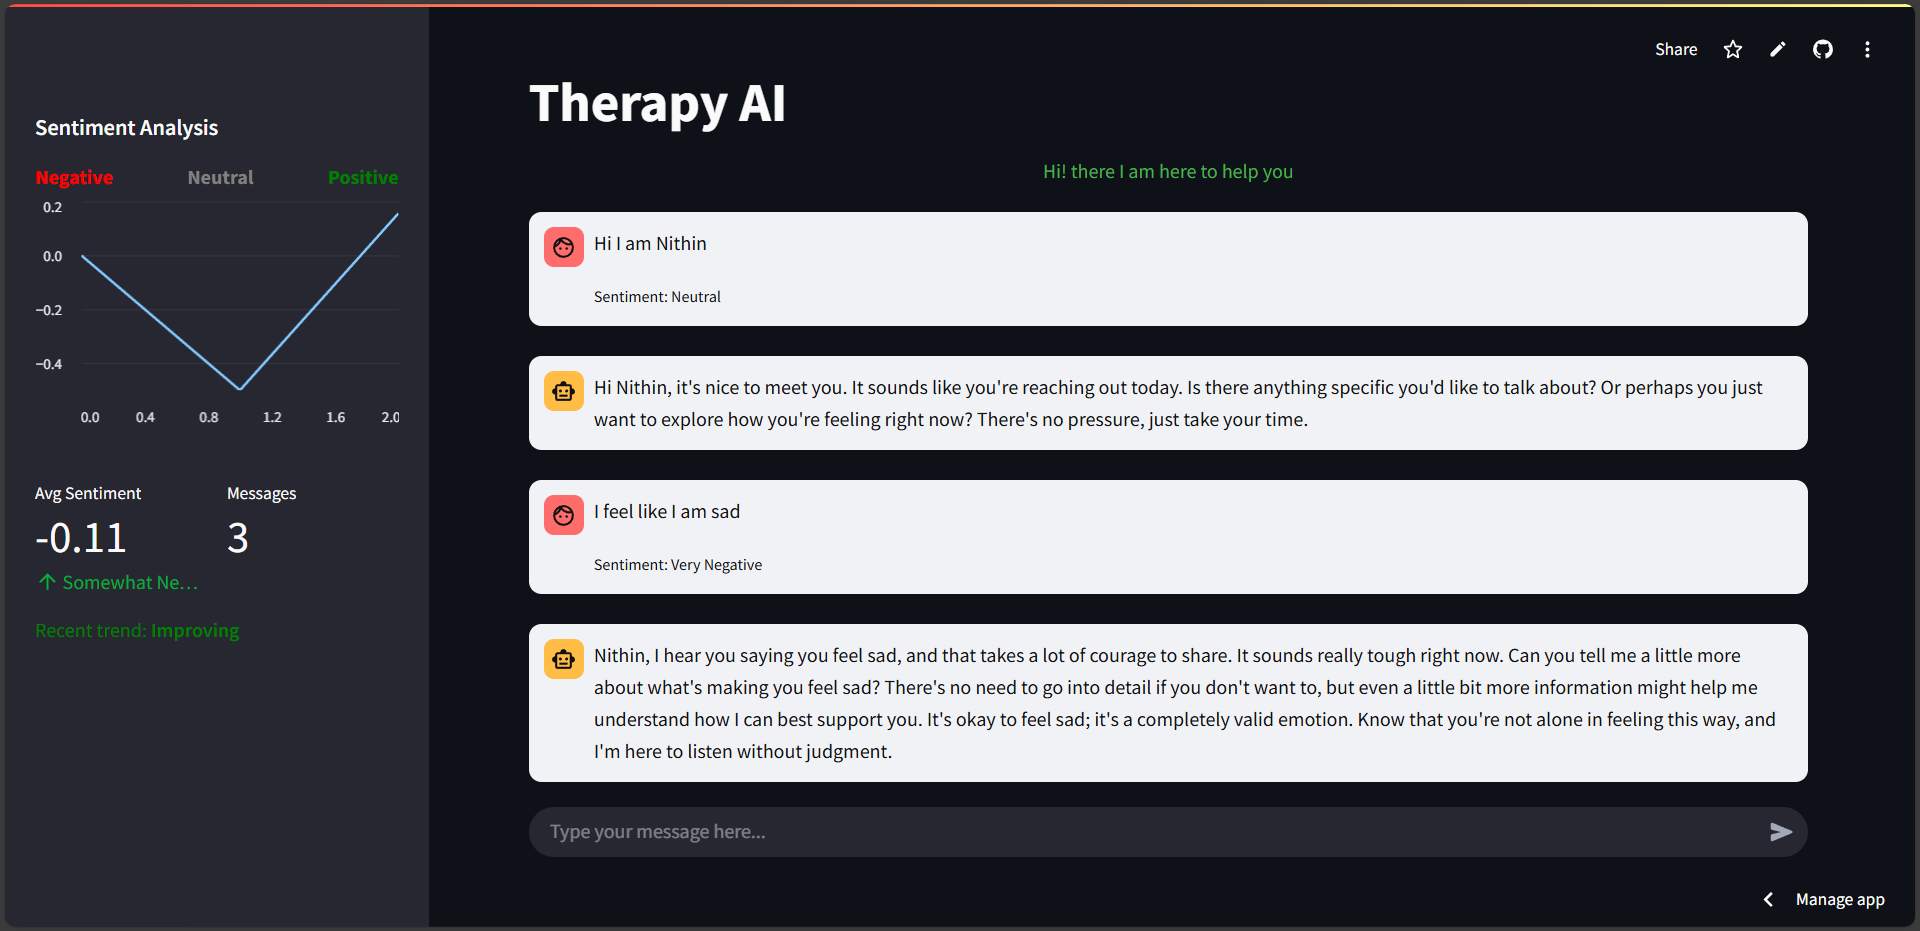 Share
Therapy AI
Hi! there I am here to help you
Sentiment Analysis
Negative Neutral Positive
0.2
0.0
−0.2
−0.4
0.0 0.4 0.8 1.2 1.6 2.0
Avg Sentiment Messages
-0.11 3
Somewhat Ne...
Recent trend: Improving
Hi I am Nithin
Sentiment: Neutral
Hi Nithin, it's nice to meet you. It sounds like you're reaching out today. Is there anything specific you'd like to talk about? Or perhaps you just
want to explore how you're feeling right now? There's no pressure, just take your time.
I feel like I am sad
Sentiment: Very Negative
Nithin, I hear you saying you feel sad, and that takes a lot of courage to share. It sounds really tough right now. Can you tell me a little more
about what's making you feel sad? There's no need to go into detail if you don't want to, but even a little bit more information might help me
understand how I can best support you. It's okay to feel sad; it's a completely valid emotion. Know that you're not alone in feeling this way, and
I'm here to listen without judgment.
Type your message here...
Manage app